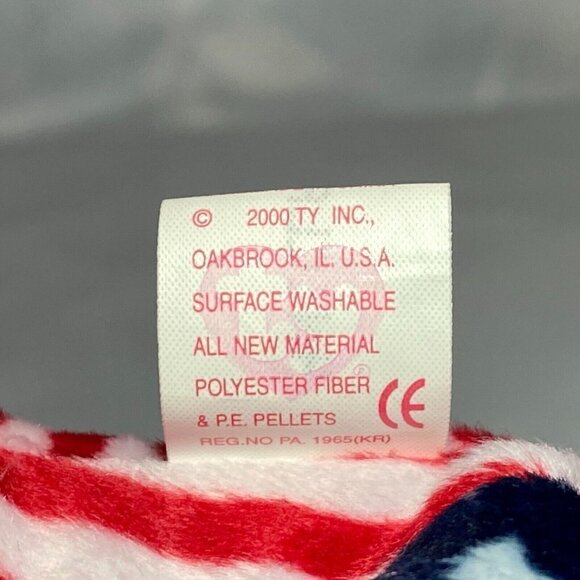 © 2000 TY INC.,
OAKBROOK, IL. U.S.A.
SURFACE WASHABLE
ALL NEW MATERIAL
POLYESTER FIBER
& P.E. PELLETS CE
REG.NO PA. 1965(KR)
®